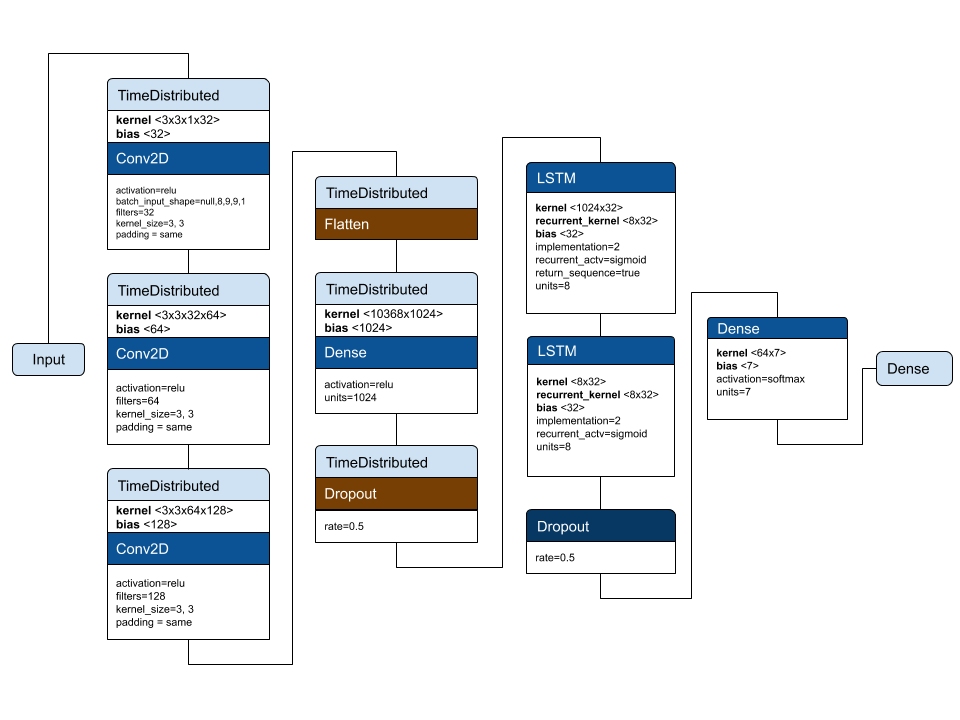 Input
TimeDistributed
kernel <3x3x1x32>
bias <32>
Conv2D
activation=relu
batch_input_shape=null,8,9,9,1
filters=32
kernel_size=3, 3
padding = same
TimeDistributed
kernel <3x3x32x64>
bias <64>
Conv2D
activation=relu
filters=64
kernel_size=3, 3
padding = same
TimeDistributed
kernel <3x3x64x128>
bias <128>
Conv2D
activation=relu
filters=128
kernel_size=3, 3
padding = same
TimeDistributed
Flatten
TimeDistributed
kernel <10368x1024>
bias <1024>
Dense
activation=relu
units=1024
TimeDistributed
Dropout
rate=0.5
LSTM
kernel <1024x32>
recurrent_kernel <8x32>
bias <32>
implementation=2
recurrent_actv=sigmoid
return_sequence=true
units=8
LSTM
kernel <8x32>
recurrent_kernel <8x32>
bias <32>
implementation=2
recurrent_actv=sigmoid
units=8
Dropout
rate=0.5
Dense
kernel <64x7>
bias <7>
activation=softmax
units=7
Dense